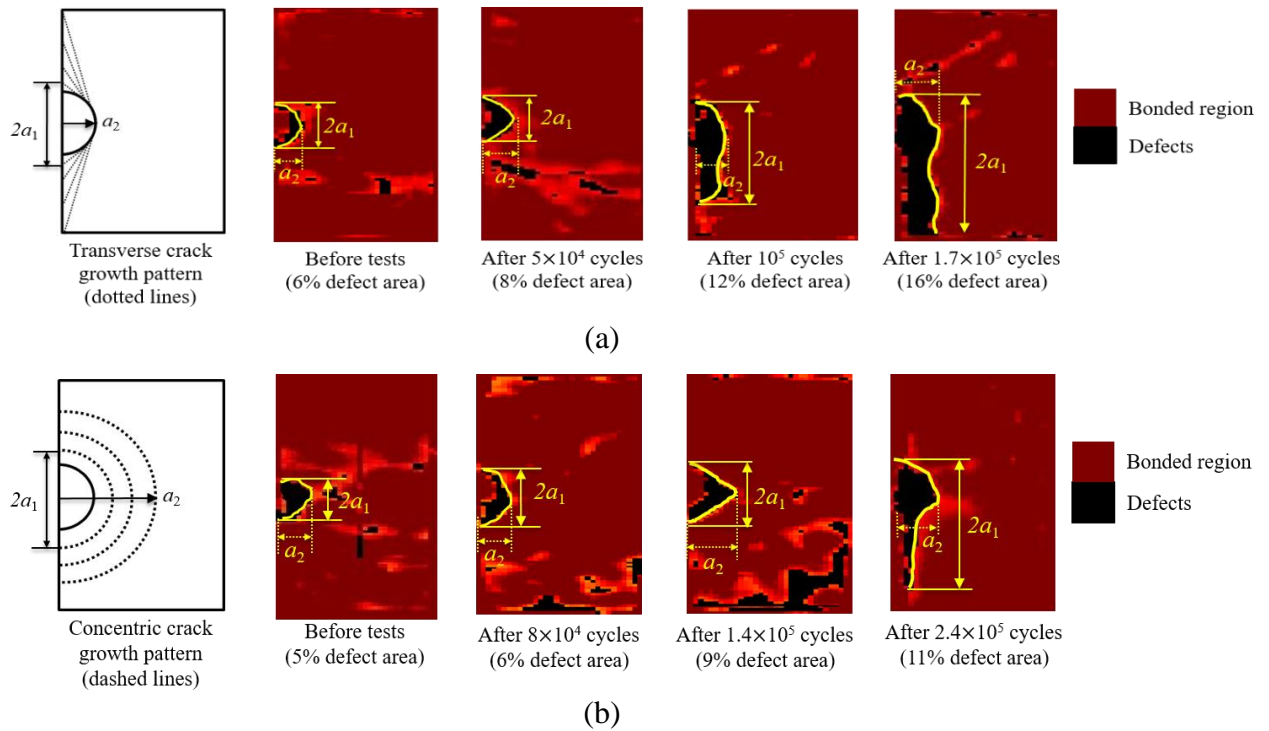 2a₁
a₂
Transverse crack
growth pattern
(dotted lines)
2a₁
a₂
Before tests
(6% defect area)
2a₁
a₂
After 5×10⁴ cycles
(8% defect area)
2a₁
a₂
After 10⁵ cycles
(12% defect area)
a₂
2a₁
After 1.7×10⁵ cycles
(16% defect area)
Bonded region
Defects
(a)
2a₁
a₂
Concentric crack
growth pattern
(dashed lines)
2a₁
a₂
Before tests
(5% defect area)
2a₁
a₂
After 8×10⁴ cycles
(6% defect area)
2a₁
a₂
After 1.4×10⁵ cycles
(9% defect area)
a₂
2a₁
After 2.4×10⁵ cycles
(11% defect area)
Bonded region
Defects
(b)